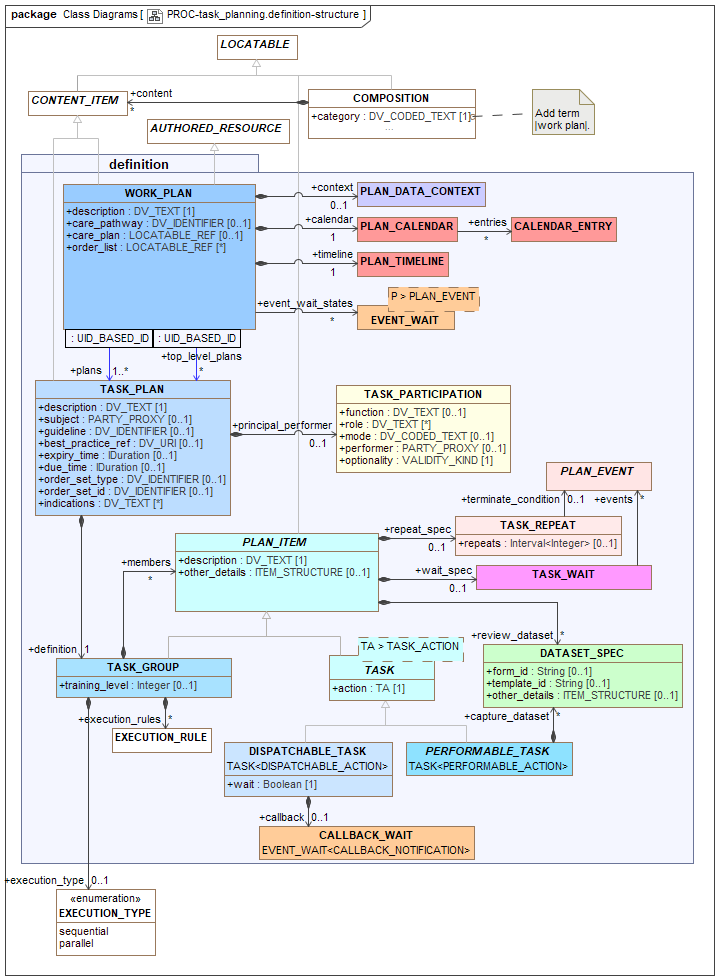 package Class Diagrams [ PROC-task_planning.definition-structure ]
LOCATABLE
+content
*
CONTENT_ITEM
COMPOSITION
+category : DV_CODED_TEXT [1]
...
Add term
|work plan|.
AUTHORED_RESOURCE
definition
WORK_PLAN
+description : DV_TEXT [1]
+care_pathway : DV_IDENTIFIER [0..1]
+care_plan : LOCATABLE_REF [0..1]
+order_list : LOCATABLE_REF [*]
+context
0..1
PLAN_DATA_CONTEXT
+calendar
1
PLAN_CALENDAR
+entries
*
CALENDAR_ENTRY
+timeline
1
PLAN_TIMELINE
P > PLAN_EVENT
+event_wait_states
*
EVENT_WAIT
: UID_BASED_ID
: UID_BASED_ID
+top_level_plans
+plans
1..*
*
TASK_PLAN
+description : DV_TEXT [1]
+subject : PARTY_PROXY [0..1]
+guideline : DV_IDENTIFIER [0..1]
+best_practice_ref : DV_URI [0..1]
+expiry_time : IDuration [0..1]
+due_time : IDuration [0..1]
+order_set_type : DV_IDENTIFIER [0..1]
+order_set_id : DV_IDENTIFIER [0..1]
+indications : DV_TEXT [*]
+principal_performer
0..1
TASK_PARTICIPATION
+function : DV_TEXT [0..1]
+role : DV_TEXT [*]
+mode : DV_CODED_TEXT [0..1]
+performer : PARTY_PROXY [0..1]
+optionality : VALIDITY_KIND [1]
PLAN_EVENT
+terminate_condition
0..1
+events
*
TASK_REPEAT
+repeats : Interval<Integer> [0..1]
+repeat_spec
0..1
PLAN_ITEM
+description : DV_TEXT [1]
+other_details : ITEM_STRUCTURE [0..1]
+wait_spec
0..1
TASK_WAIT
+members
*
+review_dataset
*
DATASET_SPEC
+form_id : String [0..1]
+template_id : String [0..1]
+other_details : ITEM_STRUCTURE [0..1]
+definition
1
TA > TASK_ACTION
TASK
+action : TA [1]
TASK_GROUP
+training_level : Integer [0..1]
+execution_rules
*
EXECUTION_RULE
+capture_dataset
*
DISPATCHABLE_TASK
TASK<DISPATCHABLE_ACTION>
+wait : Boolean [1]
PERFORMABLE_TASK
TASK<PERFORMABLE_ACTION>
+callback
0..1
CALLBACK_WAIT
EVENT_WAIT<CALLBACK_NOTIFICATION>
+execution_type
0..1
«enumeration»
EXECUTION_TYPE
sequential
parallel